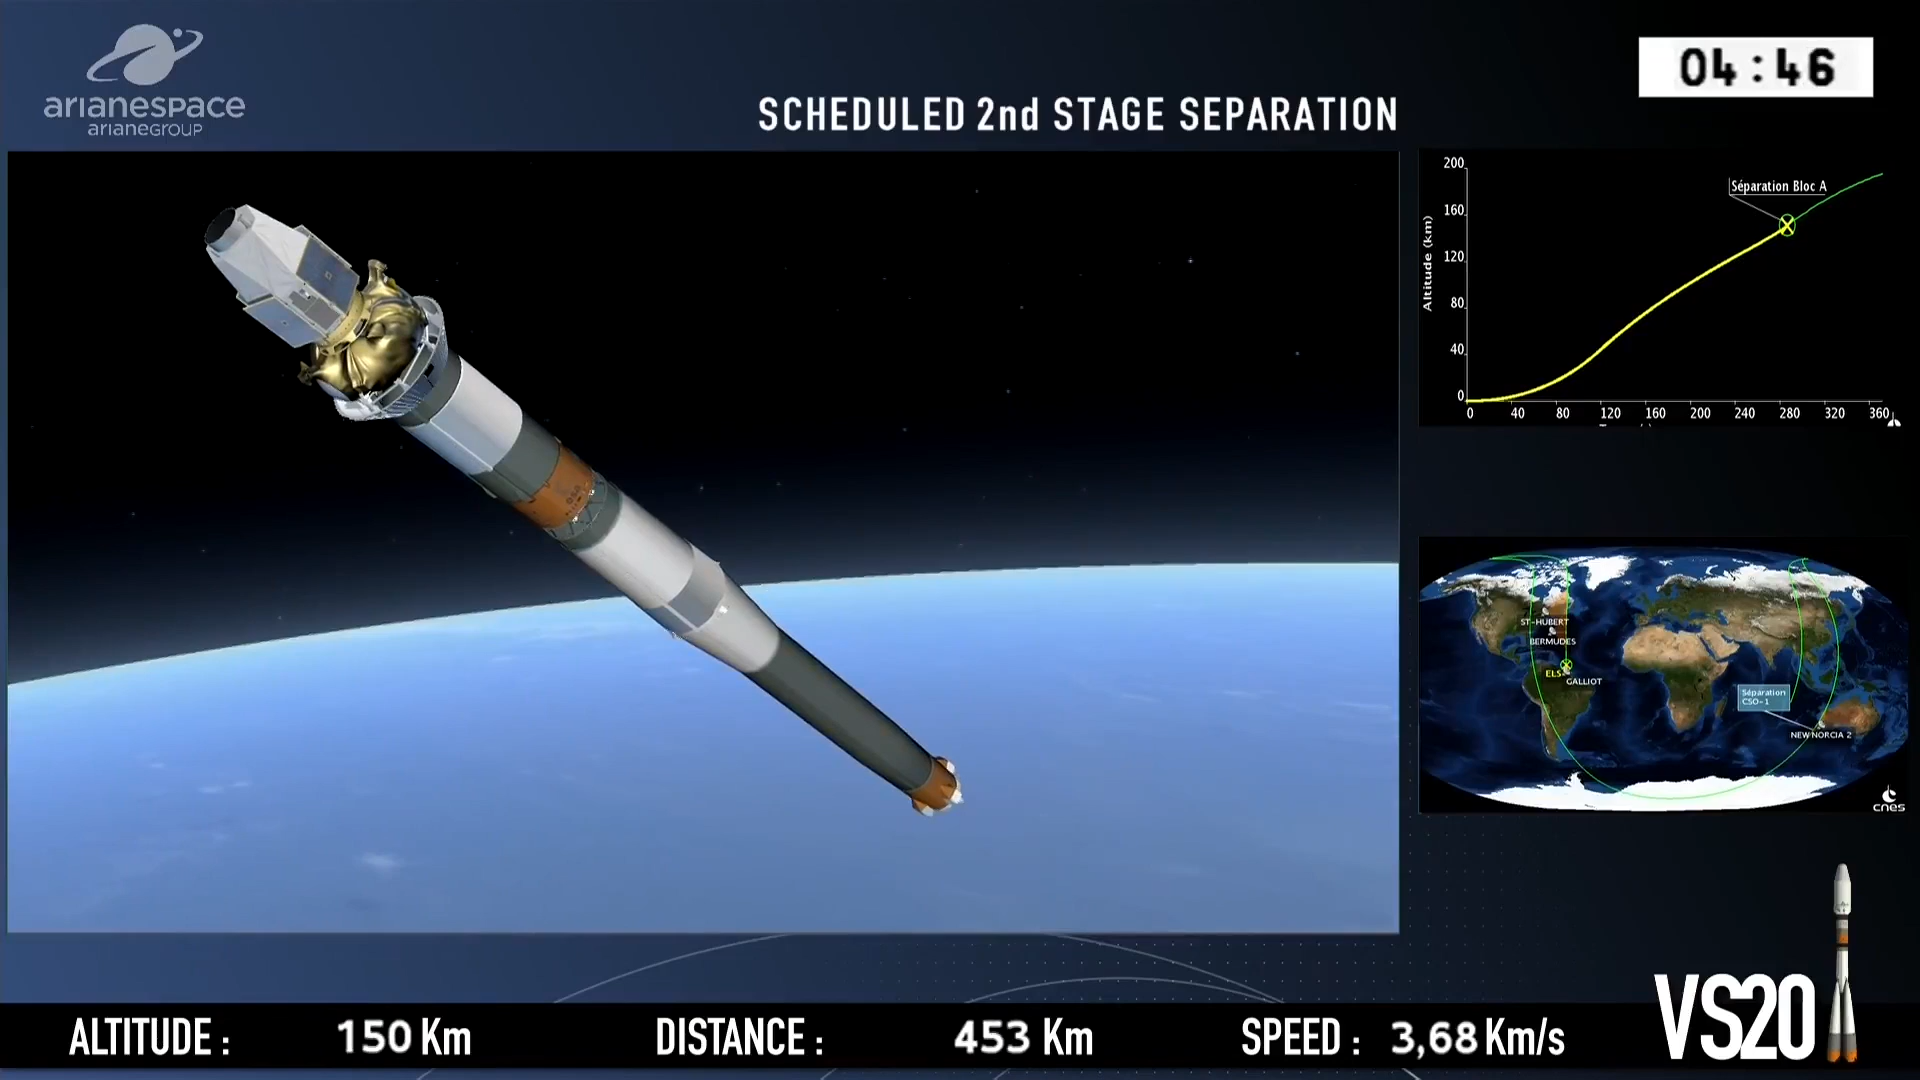 arianespace
arianeGROUP
SCHEDULED 2nd STAGE SEPARATION
04:46
200
160
120
80
40
0
Altitude (km)
Séparation Bloc A
0 40 80 120 160 200 240 280 320 360
ST-HUBERT
BERMUDES
ELS
GALLIOT
Séparation
CSO-1
NEW NORCIA 2
cnes
ALTITUDE : 150 Km DISTANCE : 453 Km SPEED : 3,68 Km/s
VS20